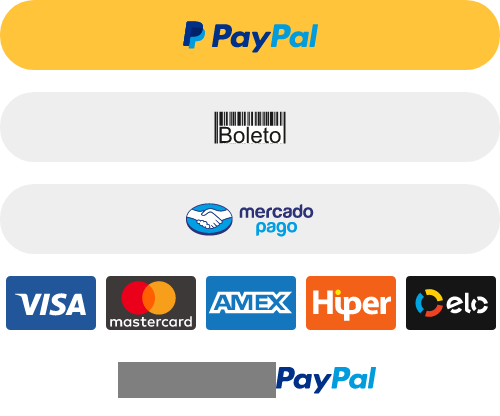 PayPal
Boleto
mercado
pago
VISA mastercard AMEX Hiper elo
PayPal